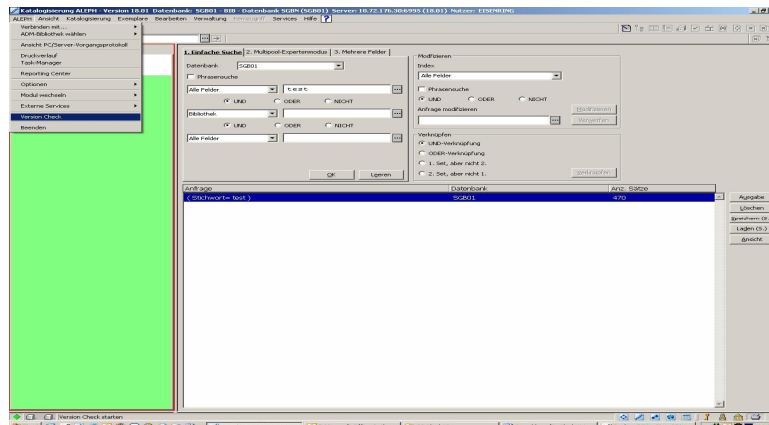 Katalogisierung ALEPH - Version 18.01 Datenbank: SGB01 - BIB - Datenbank SGBN (SGB01) Server: 10.72.176.30:6995 (18.01) Nutzer: EISENRING
ALEPH Ansicht Katalogisierung Exemplare Bearbeiten Verwaltung Fernzugriff Services Hilfe ?
Verbinden mit...
ADM-Bibliothek wählen
Ansicht PC/Server-Vorgangsprotokoll
Druckverlauf
Task-Manager
Reporting Center
Optionen
Modul wechseln
Externe Services
Version Check
Beenden
1. Einfache Suche 2. Multipool-Expertenmodus 3. Mehrere Felder
Datenbank SGB01
Phrasensuche
Alle Felder test
UND ODER NICHT
Bibliothek
UND ODER NICHT
Alle Felder
OK Leeren
Modifizieren
Index
Alle Felder
Phrasensuche
UND ODER NICHT
Anfrage modifizieren Modifizieren
Verwerfen
Verknüpfen
UND-Verknüpfung
ODER-Verknüpfung
1. Set, aber nicht 2.
2. Set, aber nicht 1. Verknüpfen
Anfrage Datenbank Anz. Sätze
( Stichwort= test ) SGB01 470
Ausgabe
Löschen
Speichern (S.
Laden (S.)
Ansicht
Version Check starten